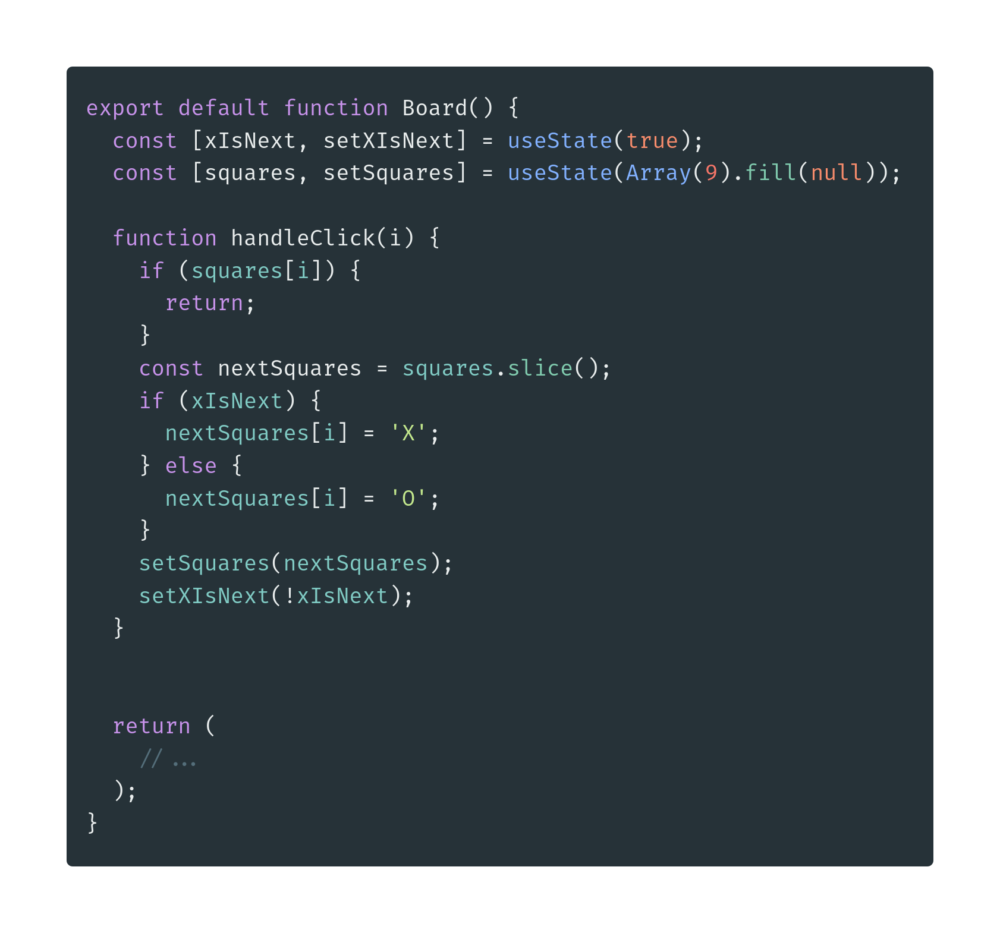 export default function Board() {
  const [xIsNext, setXIsNext] = useState(true);
  const [squares, setSquares] = useState(Array(9).fill(null));

  function handleClick(i) {
    if (squares[i]) {
      return;
    }
    const nextSquares = squares.slice();
    if (xIsNext) {
      nextSquares[i] = 'X';
    } else {
      nextSquares[i] = 'O';
    }
    setSquares(nextSquares);
    setXIsNext(!xIsNext);
  }


  return (
    // ...
  );
}